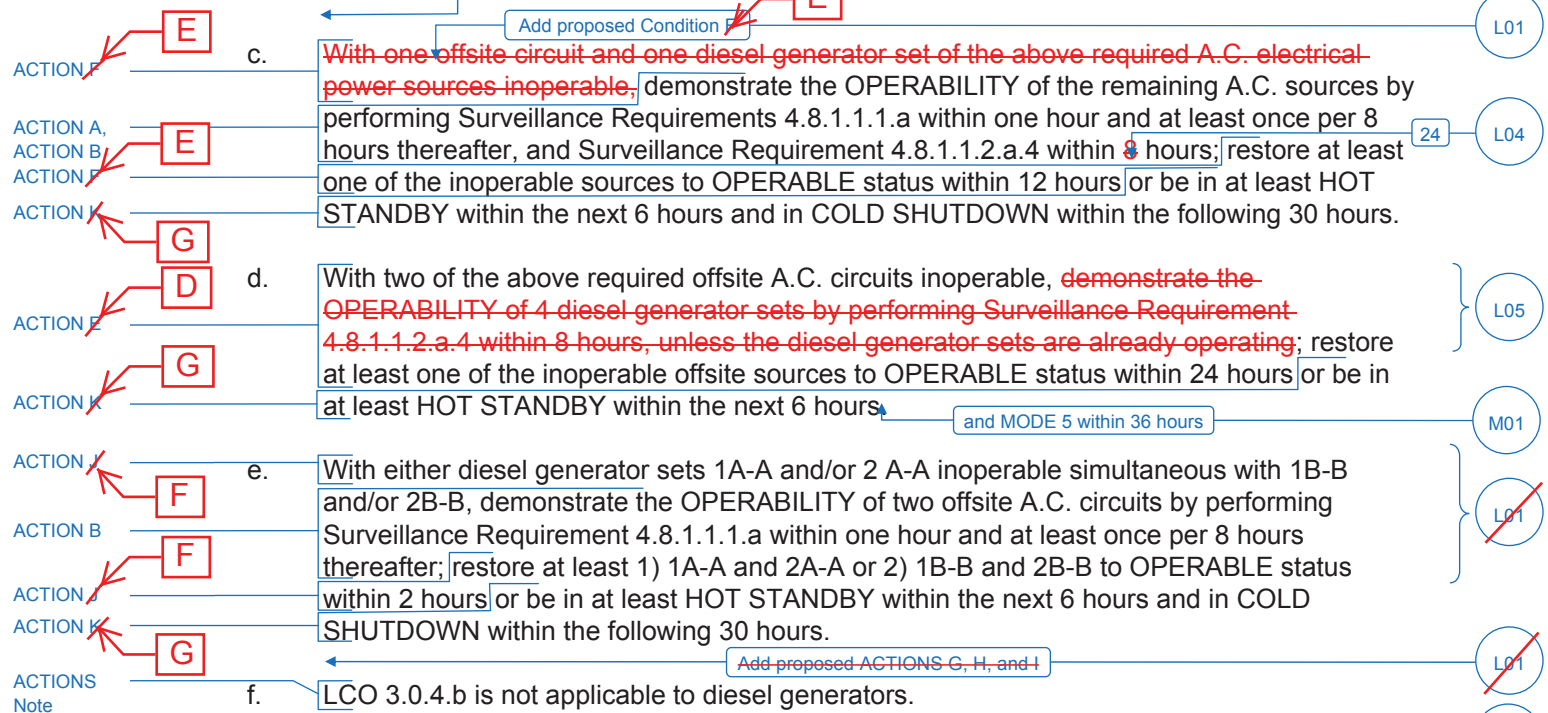 E
Add proposed Condition F
L01
E
ACTION F
c.
With one offsite circuit and one diesel generator set of the above required A.C. electrical
power sources inoperable, demonstrate the OPERABILITY of the remaining A.C. sources by
ACTION A,
performing Surveillance Requirements 4.8.1.1.1.a within one hour and at least once per 8
24
L04
ACTION B
E
hours thereafter, and Surveillance Requirement 4.8.1.1.2.a.4 within 8 hours; restore at least
ACTION F
one of the inoperable sources to OPERABLE status within 12 hours or be in at least HOT
ACTION K
STANDBY within the next 6 hours and in COLD SHUTDOWN within the following 30 hours.
G
D
d.
With two of the above required offsite A.C. circuits inoperable, demonstrate the
OPERABILITY of 4 diesel generator sets by performing Surveillance Requirement
L05
ACTION E
4.8.1.1.2.a.4 within 8 hours, unless the diesel generator sets are already operating; restore
G
at least one of the inoperable offsite sources to OPERABLE status within 24 hours or be in
ACTION K
at least HOT STANDBY within the next 6 hours.
and MODE 5 within 36 hours
M01
ACTION J
e.
With either diesel generator sets 1A-A and/or 2 A-A inoperable simultaneous with 1B-B
F
and/or 2B-B, demonstrate the OPERABILITY of two offsite A.C. circuits by performing
L01
ACTION B
Surveillance Requirement 4.8.1.1.1.a within one hour and at least once per 8 hours
F
thereafter; restore at least 1) 1A-A and 2A-A or 2) 1B-B and 2B-B to OPERABLE status
ACTION J
within 2 hours or be in at least HOT STANDBY within the next 6 hours and in COLD
ACTION K
SHUTDOWN within the following 30 hours.
G
Add proposed ACTIONS G, H, and I
L01
ACTIONS
Note
f.
LCO 3.0.4.b is not applicable to diesel generators.